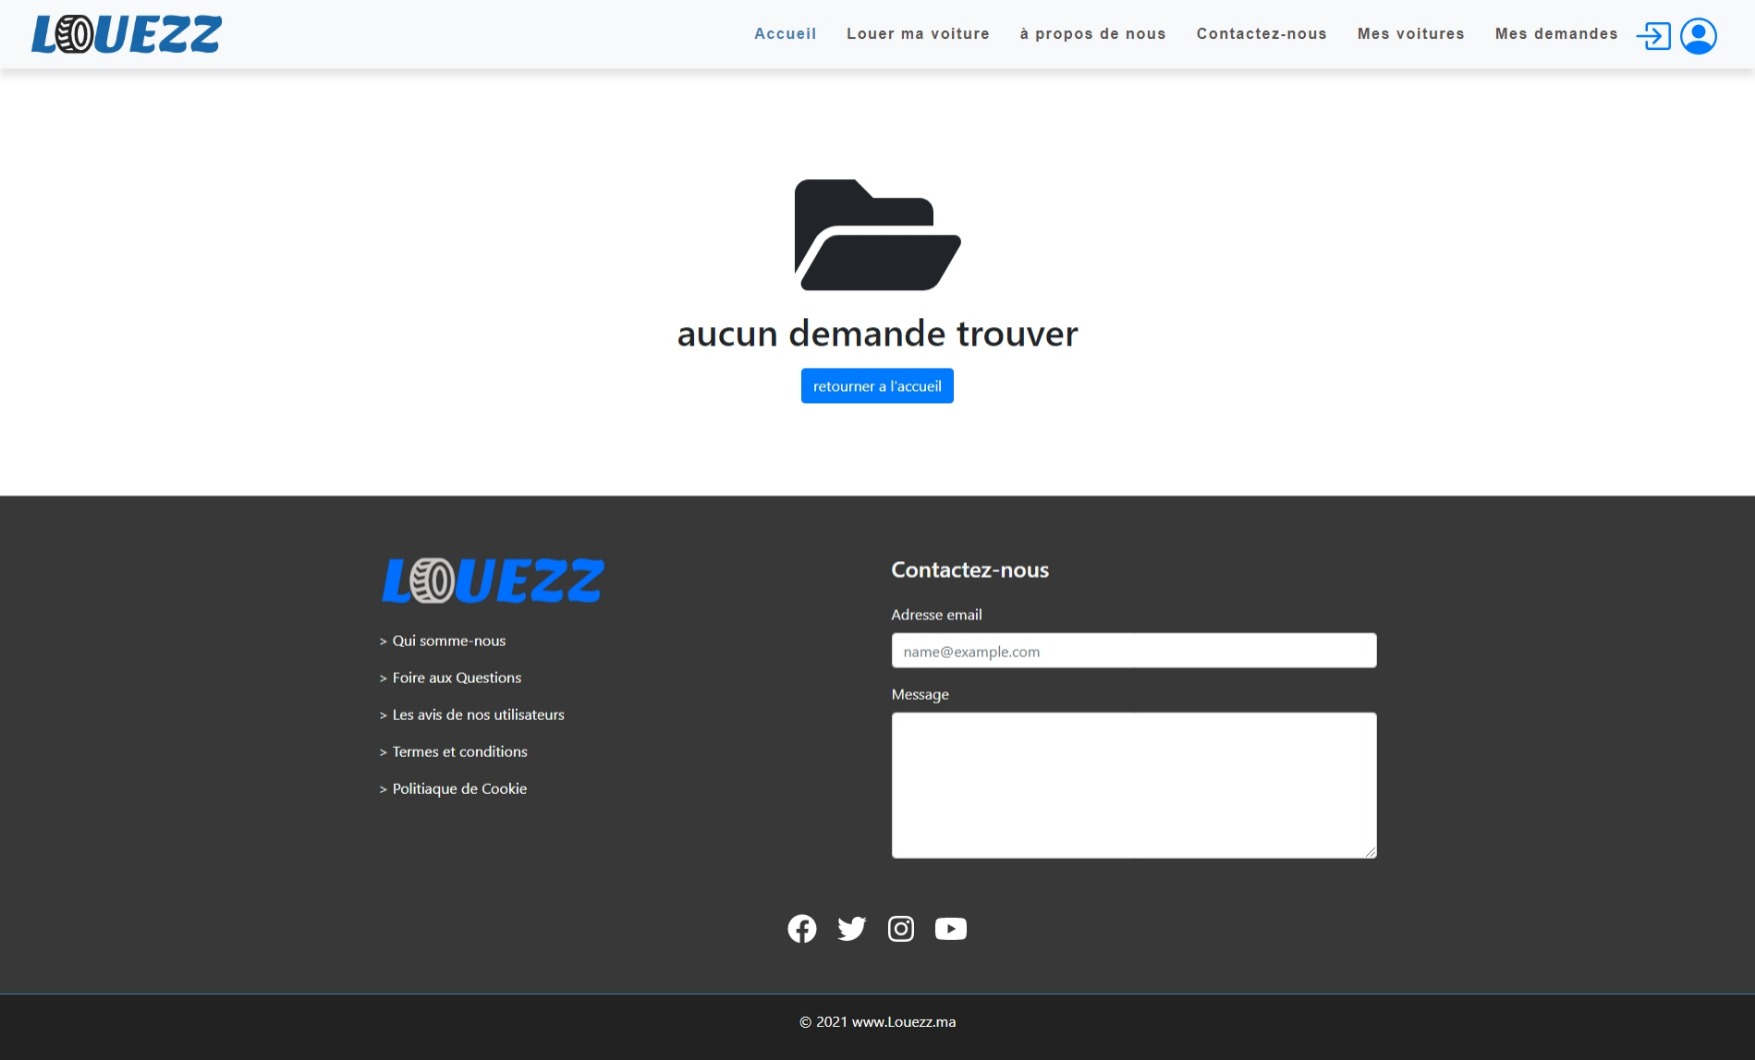 LOUEZZ
Accueil Louer ma voiture à propos de nous Contactez-nous Mes voitures Mes demandes
aucun demande trouver
retourner a l'accueil
LOUEZZ
> Qui somme-nous
> Foire aux Questions
> Les avis de nos utilisateurs
> Termes et conditions
> Politiaque de Cookie
Contactez-nous
Adresse email
name@example.com
Message
© 2021 www.Louezz.ma